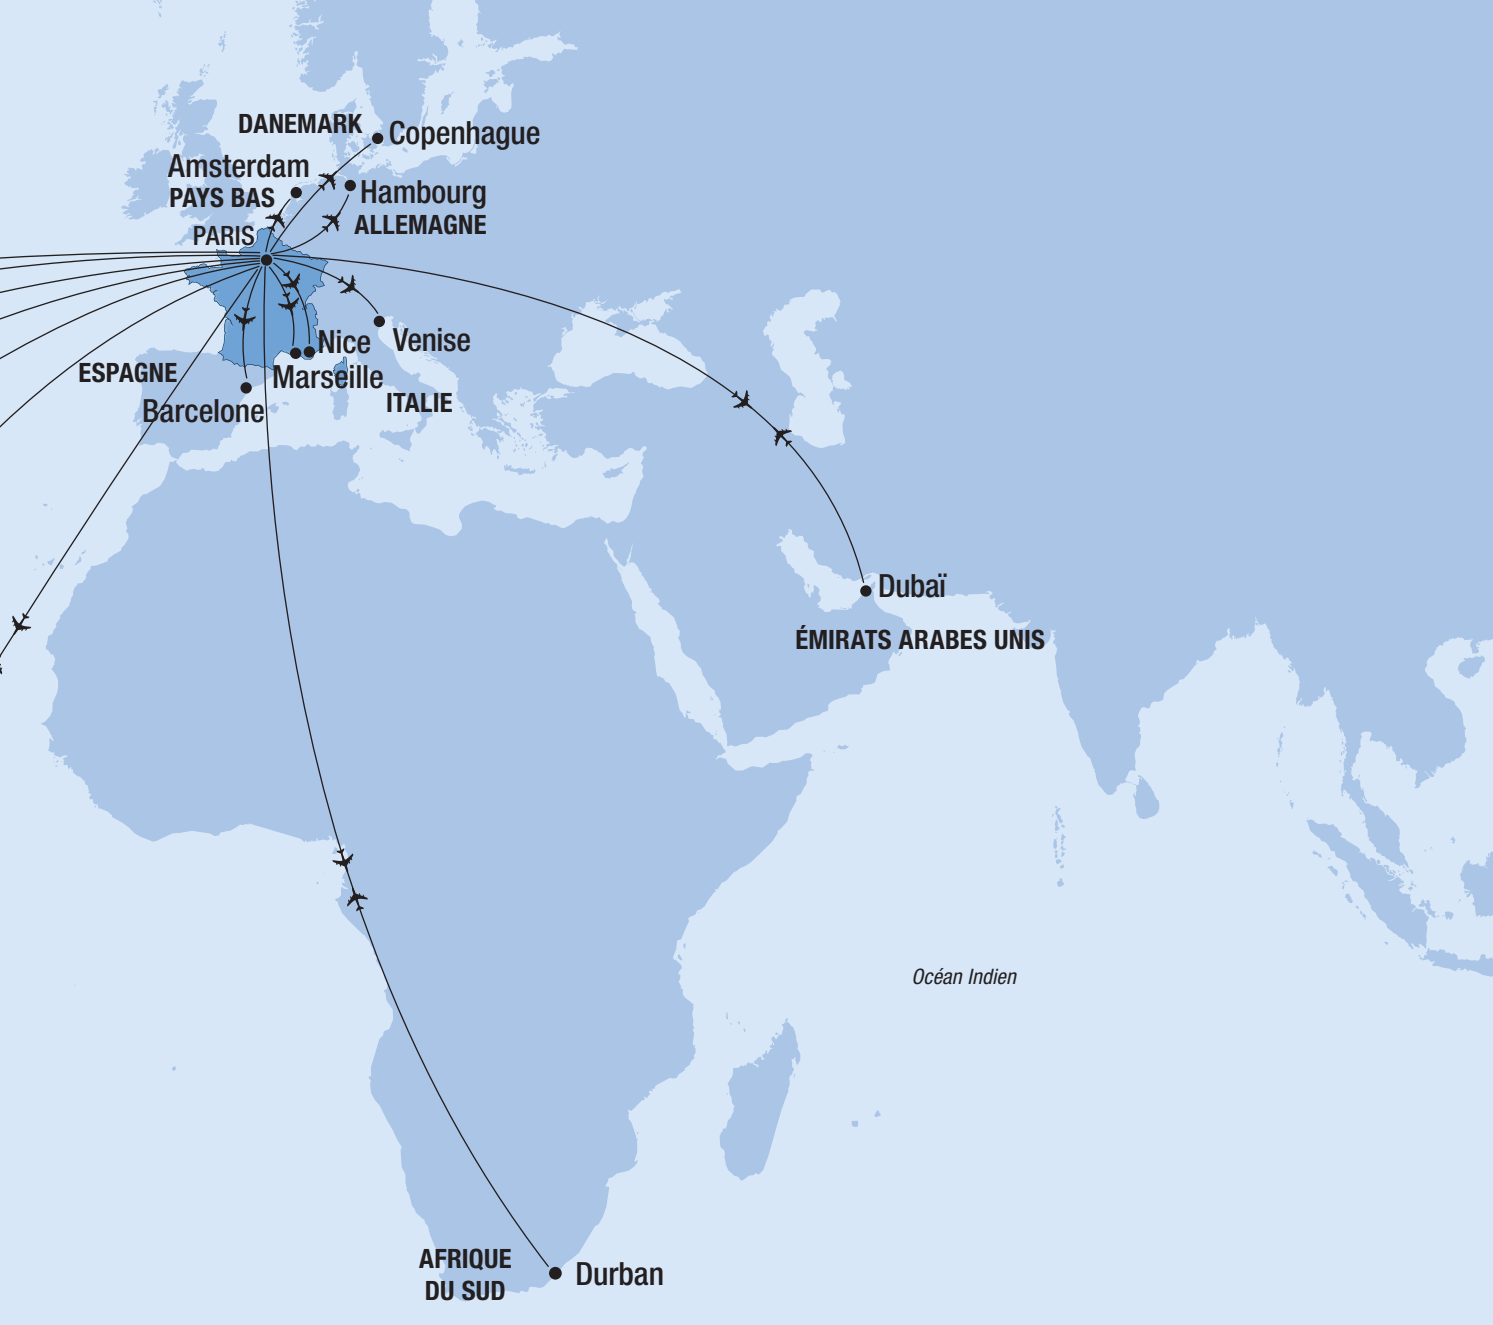 DANEMARK
Copenhague
Amsterdam
PAYS BAS
Hambourg
ALLEMAGNE
PARIS
Nice
Venise
Marseille
ESPAGNE
ITALIE
Barcelone
Dubaï
ÉMIRATS ARABES UNIS
Océan Indien
AFRIQUE
DU SUD
Durban